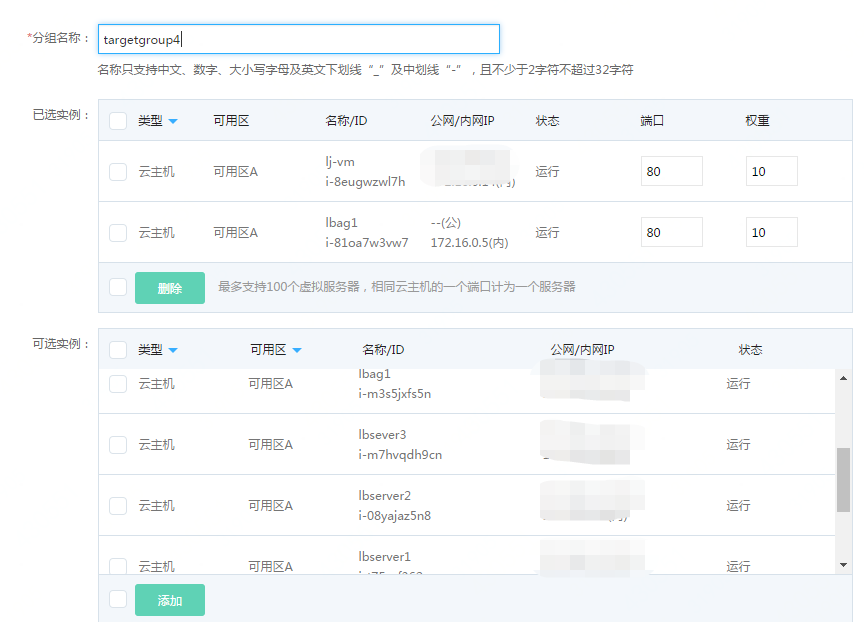 *分组名称： targetgroup4
名称只支持中文、数字、大小写字母及英文下划线“_”及中划线“-”，且不少于2字符不超过32字符
已选实例： 类型 可用区 名称/ID 公网/内网IP 状态 端口 权重
云主机 可用区A lj-vm 运行 80 10
i-8eugwzwl7h (内)
云主机 可用区A lbag1 --(公) 运行 80 10
i-81oa7w3vw7 172.16.0.5(内)
删除 最多支持100个虚拟服务器，相同云主机的一个端口计为一个服务器
可选实例： 类型 可用区 名称/ID 公网/内网IP 状态
云主机 可用区A lbag1 运行
i-m3s5jxfs5n
云主机 可用区A lbsever3 运行
i-m7hvqdh9cn
云主机 可用区A lbserver2 运行
i-08yajaz5n8
云主机 可用区A lbserver1 运行
添加